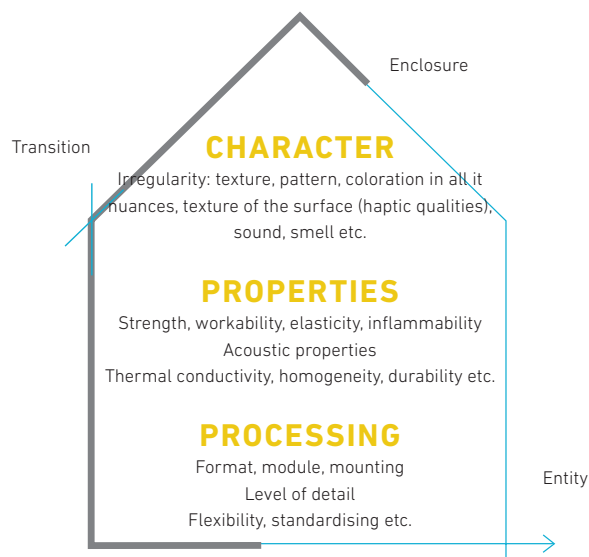 Enclosure
Transition
CHARACTER
Irregularity: texture, pattern, coloration in all it
nuances, texture of the surface (haptic qualities),
sound, smell etc.
PROPERTIES
Strength, workability, elasticity, inflammability
Acoustic properties
Thermal conductivity, homogeneity, durability etc.
PROCESSING
Format, module, mounting
Entity
Level of detail
Flexibility, standardising etc.